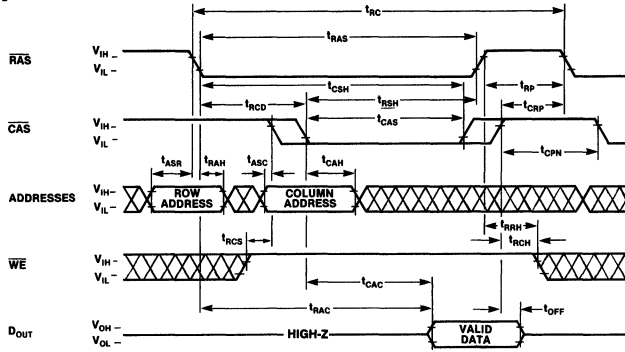 tRC
RAS
VIH
VIL
tRAS
tCSH
tRP
tRCD
tRSH
tCRP
CAS
VIH
VIL
tCAS
tCPN
tASR
tRAH
tASC
tCAH
ADDRESSES
VIH
VIL
ROW ADDRESS
COLUMN ADDRESS
tRRH
tRCS
tRCH
WE
VIH
VIL
tCAC
tRAC
tOFF
DOUT
VOH
VOL
HIGH-Z
VALID DATA